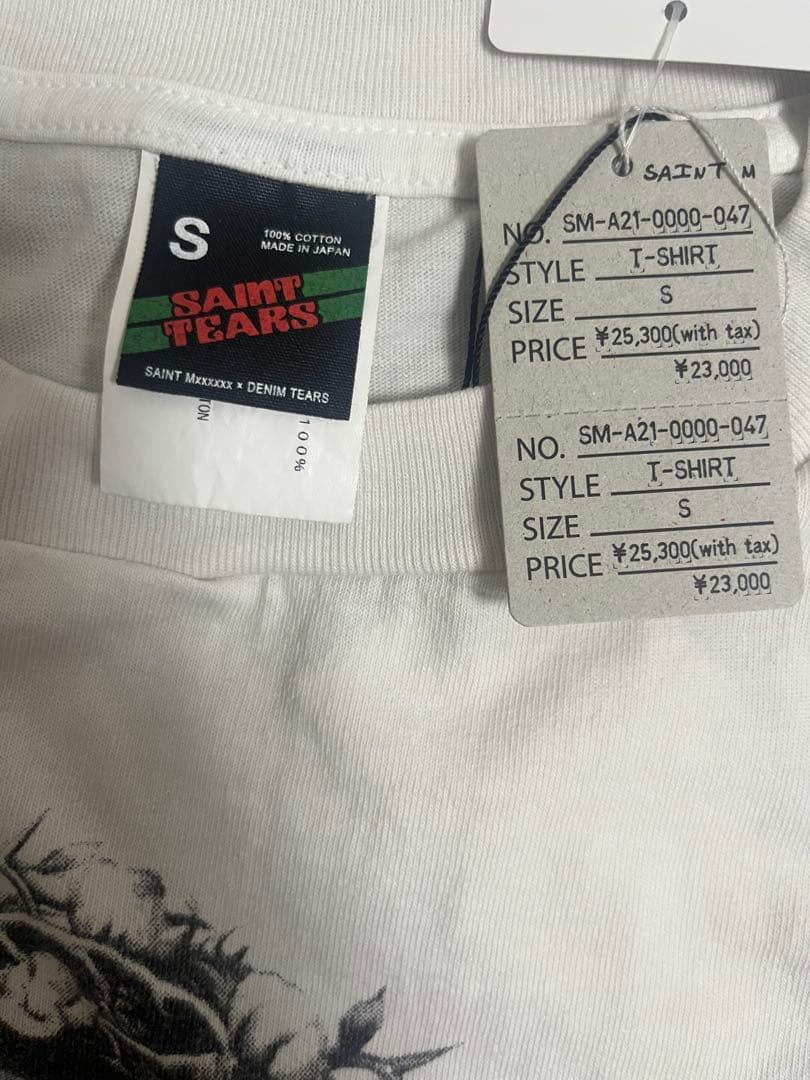 S
100% COTTON
MADE IN JAPAN
SAINT
TEARS
SAINT Mxxxxxx × DENIM TEARS
TON
100%
SAINT M
NO. SM-A21-0000-047
STYLE T-SHIRT
SIZE S
PRICE ¥25,300(with tax)
¥23,000
NO. SM-A21-0000-047
STYLE T-SHIRT
SIZE S
PRICE ¥25,300(with tax)
¥23,000